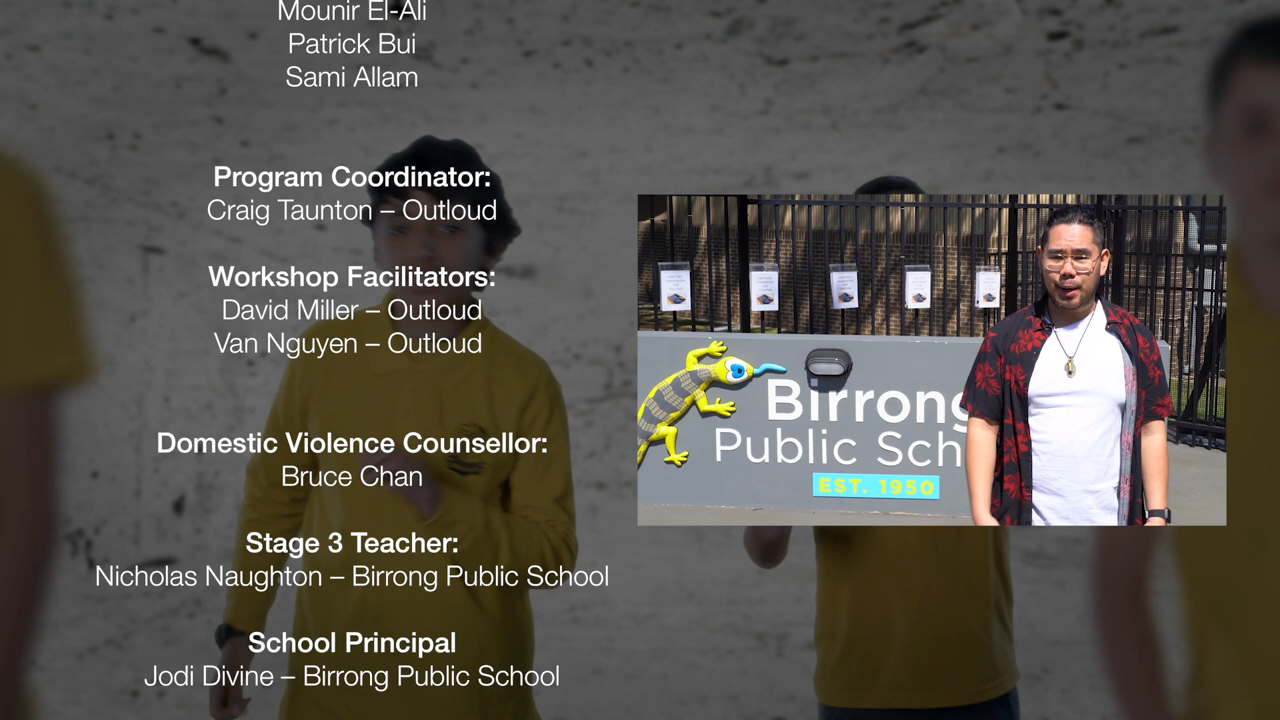 Mounir El-Ali
Patrick Bui
Sami Allam
Program Coordinator:
Craig Taunton – Outloud
Workshop Facilitators:
David Miller – Outloud
Van Nguyen – Outloud
Domestic Violence Counsellor:
Bruce Chan
Stage 3 Teacher:
Nicholas Naughton – Birrong Public School
School Principal
Jodi Divine – Birrong Public School
Birrong
Public Sch
EST. 1950